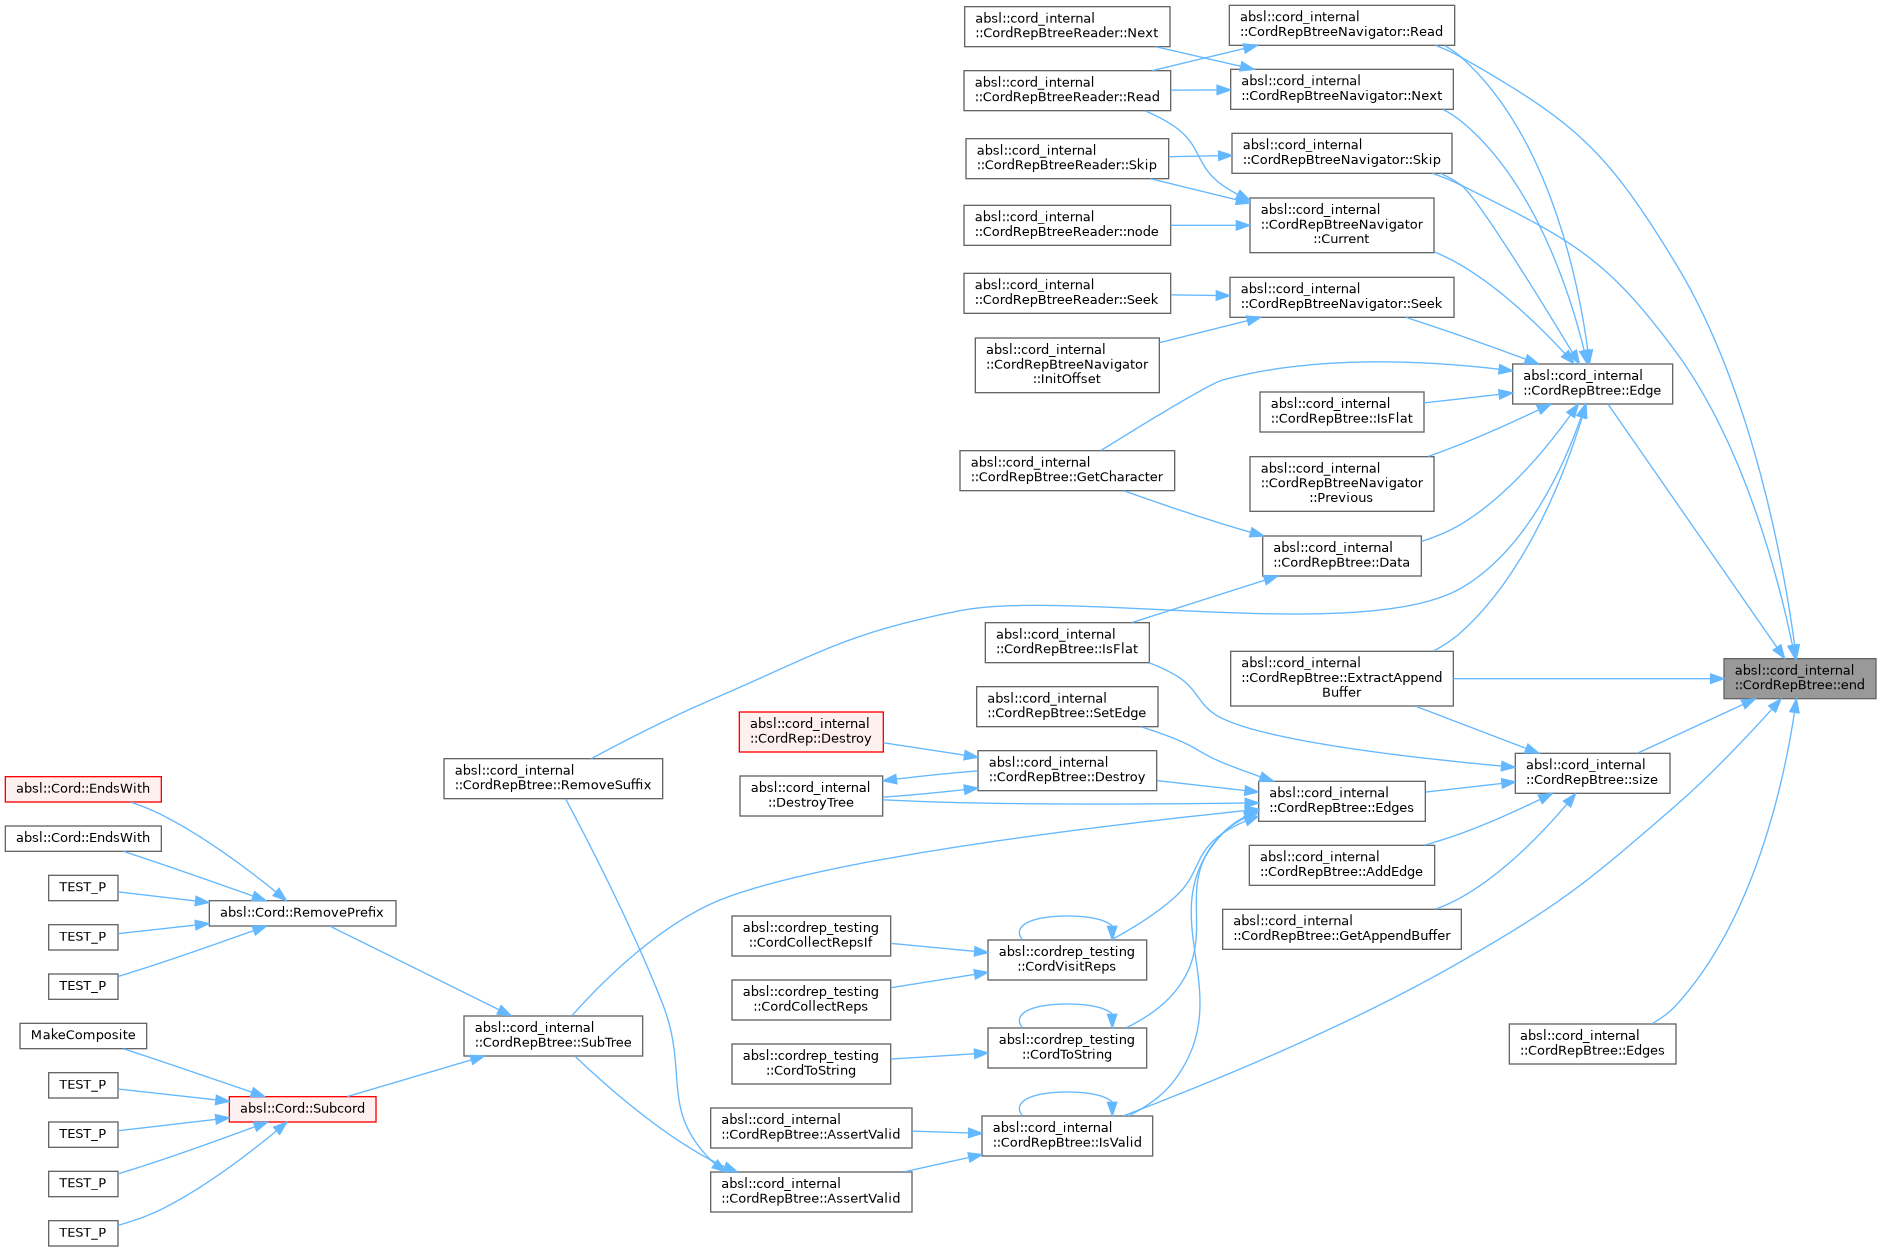 absl::cord_internal
::CordRepBtreeReader::Next
absl::cord_internal
::CordRepBtreeNavigator::Read
absl::cord_internal
::CordRepBtreeReader::Read
absl::cord_internal
::CordRepBtreeNavigator::Next
absl::cord_internal
::CordRepBtreeReader::Skip
absl::cord_internal
::CordRepBtreeNavigator::Skip
absl::cord_internal
::CordRepBtreeReader::node
absl::cord_internal
::CordRepBtreeNavigator
::Current
absl::cord_internal
::CordRepBtreeReader::Seek
absl::cord_internal
::CordRepBtreeNavigator::Seek
absl::cord_internal
::CordRepBtreeNavigator
::InitOffset
absl::cord_internal
::CordRepBtree::Edge
absl::cord_internal
::CordRepBtree::IsFlat
absl::cord_internal
::CordRepBtree::GetCharacter
absl::cord_internal
::CordRepBtreeNavigator
::Previous
absl::cord_internal
::CordRepBtree::Data
absl::cord_internal
::CordRepBtree::IsFlat
absl::cord_internal
::CordRepBtree::ExtractAppend
Buffer
absl::cord_internal
::CordRepBtree::end
absl::cord_internal
::CordRepBtree::SetEdge
absl::cord_internal
::CordRep::Destroy
absl::cord_internal
::CordRepBtree::RemoveSuffix
absl::cord_internal
::DestroyTree
absl::cord_internal
::CordRepBtree::Destroy
absl::cord_internal
::CordRepBtree::Edges
absl::cord_internal
::CordRepBtree::size
absl::Cord::EndsWith
absl::Cord::EndsWith
absl::cord_internal
::CordRepBtree::AddEdge
TEST_P
absl::Cord::RemovePrefix
absl::cord_internal
::CordRepBtree::GetAppendBuffer
TEST_P
absl::cordrep_testing
::CordCollectRepsIf
absl::cordrep_testing
::CordVisitReps
TEST_P
absl::cordrep_testing
::CordCollectReps
MakeComposite
absl::cord_internal
::CordRepBtree::SubTree
absl::cordrep_testing
::CordToString
absl::cordrep_testing
::CordToString
absl::cord_internal
::CordRepBtree::Edges
TEST_P
absl::Cord::Subcord
TEST_P
absl::cord_internal
::CordRepBtree::AssertValid
absl::cord_internal
::CordRepBtree::IsValid
TEST_P
absl::cord_internal
::CordRepBtree::AssertValid
TEST_P